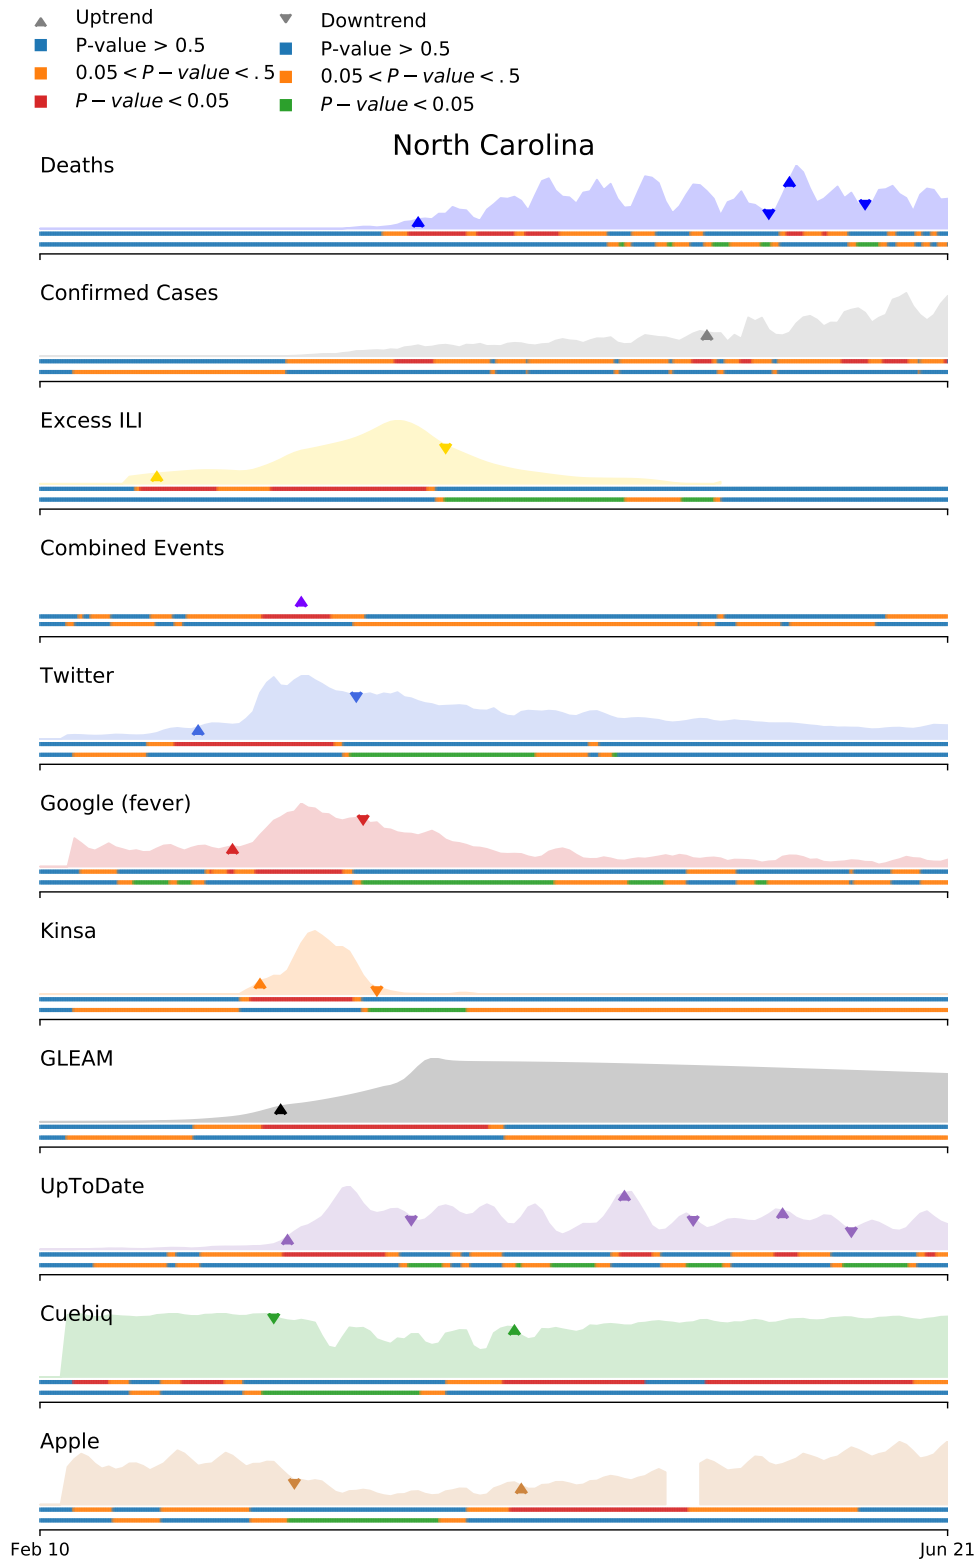 Uptrend
P-value > 0.5
0.05 < P − value < .5
P − value < 0.05
Downtrend
P-value > 0.5
0.05 < P − value < .5
P − value < 0.05
North Carolina
Deaths
Confirmed Cases
Excess ILI
Combined Events
Twitter
Google (fever)
Kinsa
GLEAM
UpToDate
Cuebiq
Apple
Feb 10
Jun 21